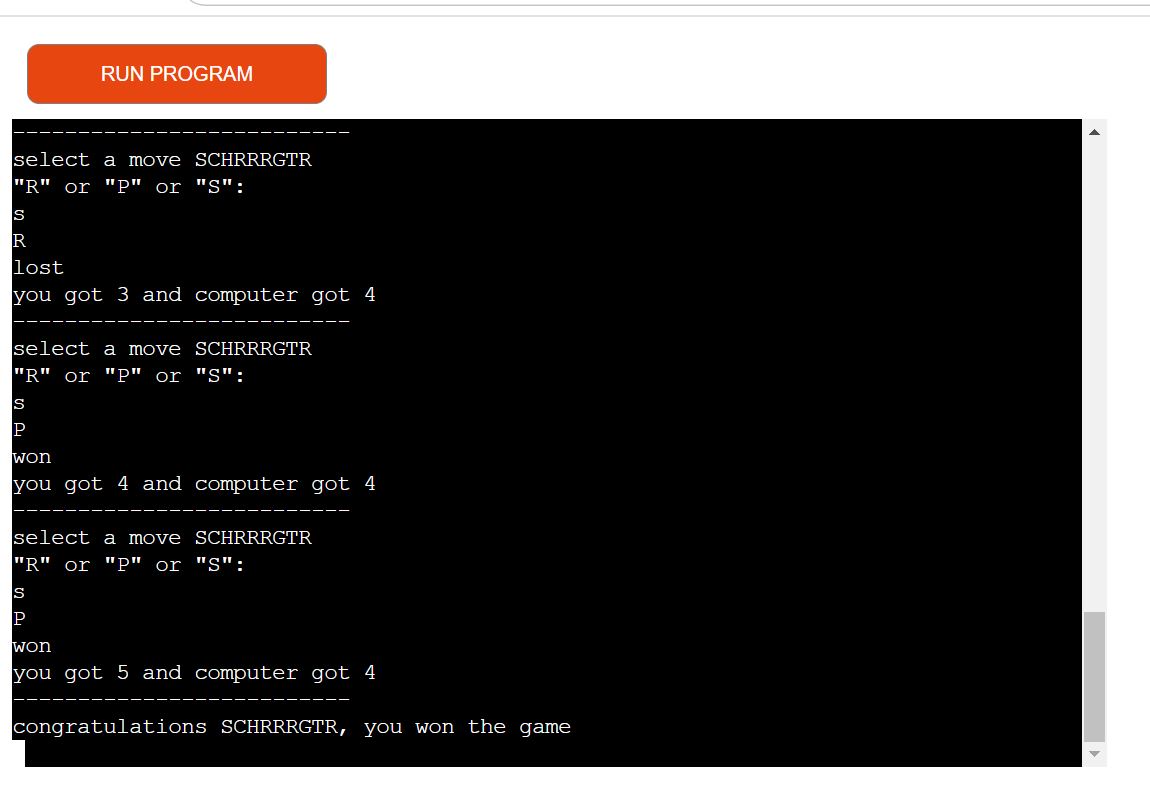 RUN PROGRAM
--------------------------
select a move SCHRRRGTR
"R" or "P" or "S":
s
R
lost
you got 3 and computer got 4
--------------------------
select a move SCHRRRGTR
"R" or "P" or "S":
s
P
won
you got 4 and computer got 4
--------------------------
select a move SCHRRRGTR
"R" or "P" or "S":
s
P
won
you got 5 and computer got 4
--------------------------
congratulations SCHRRRGTR, you won the game